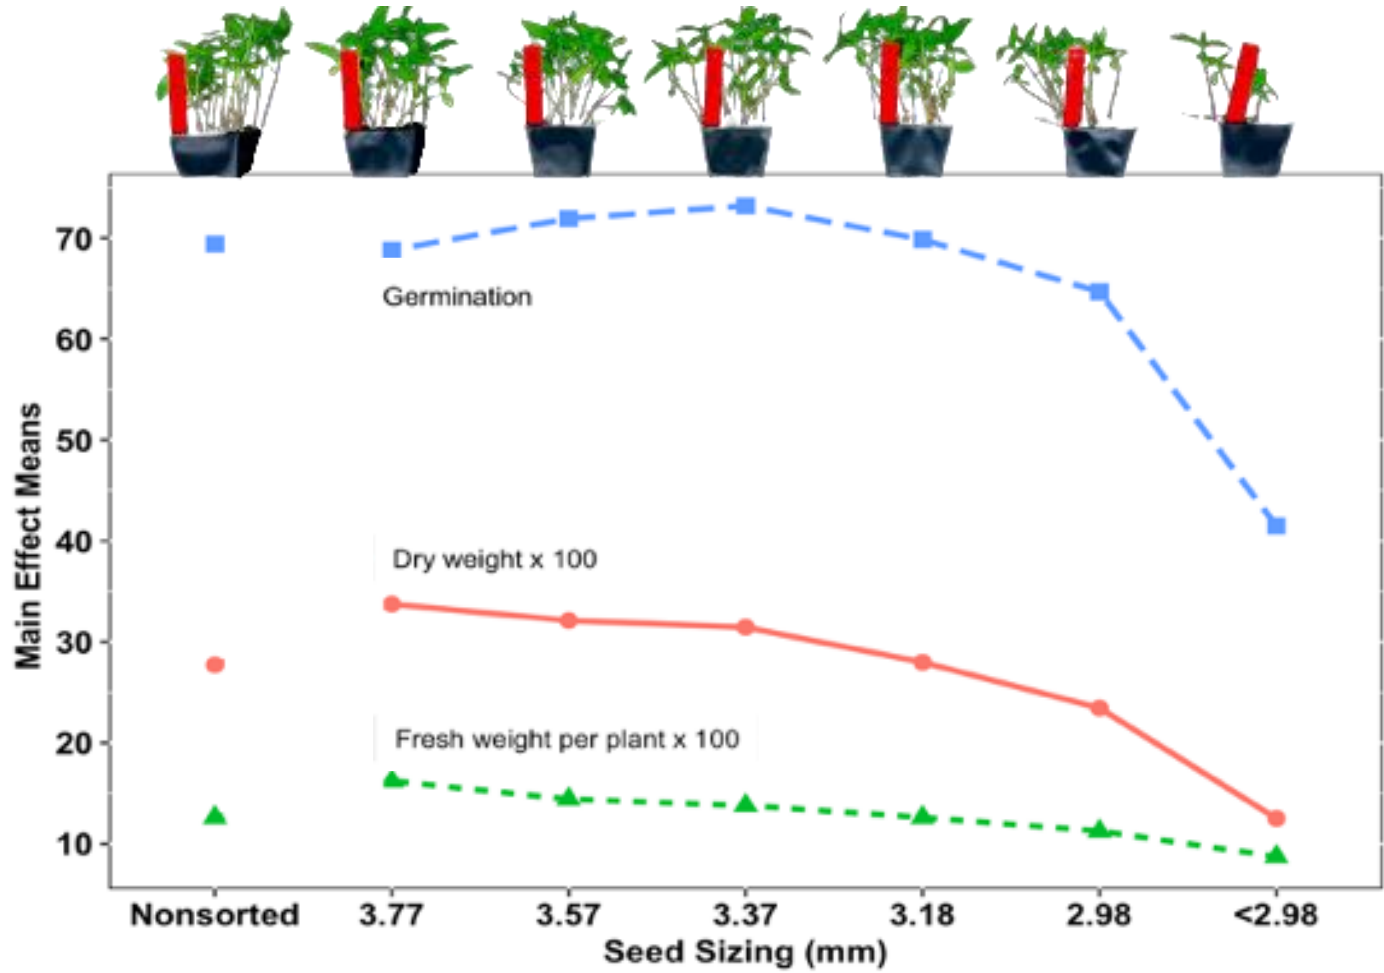 70
60
50
40
30
20
10
Main Effect Means
Germination
Dry weight x 100
Fresh weight per plant x 100
Nonsorted 3.77 3.57 3.37 3.18 2.98 <2.98
Seed Sizing (mm)